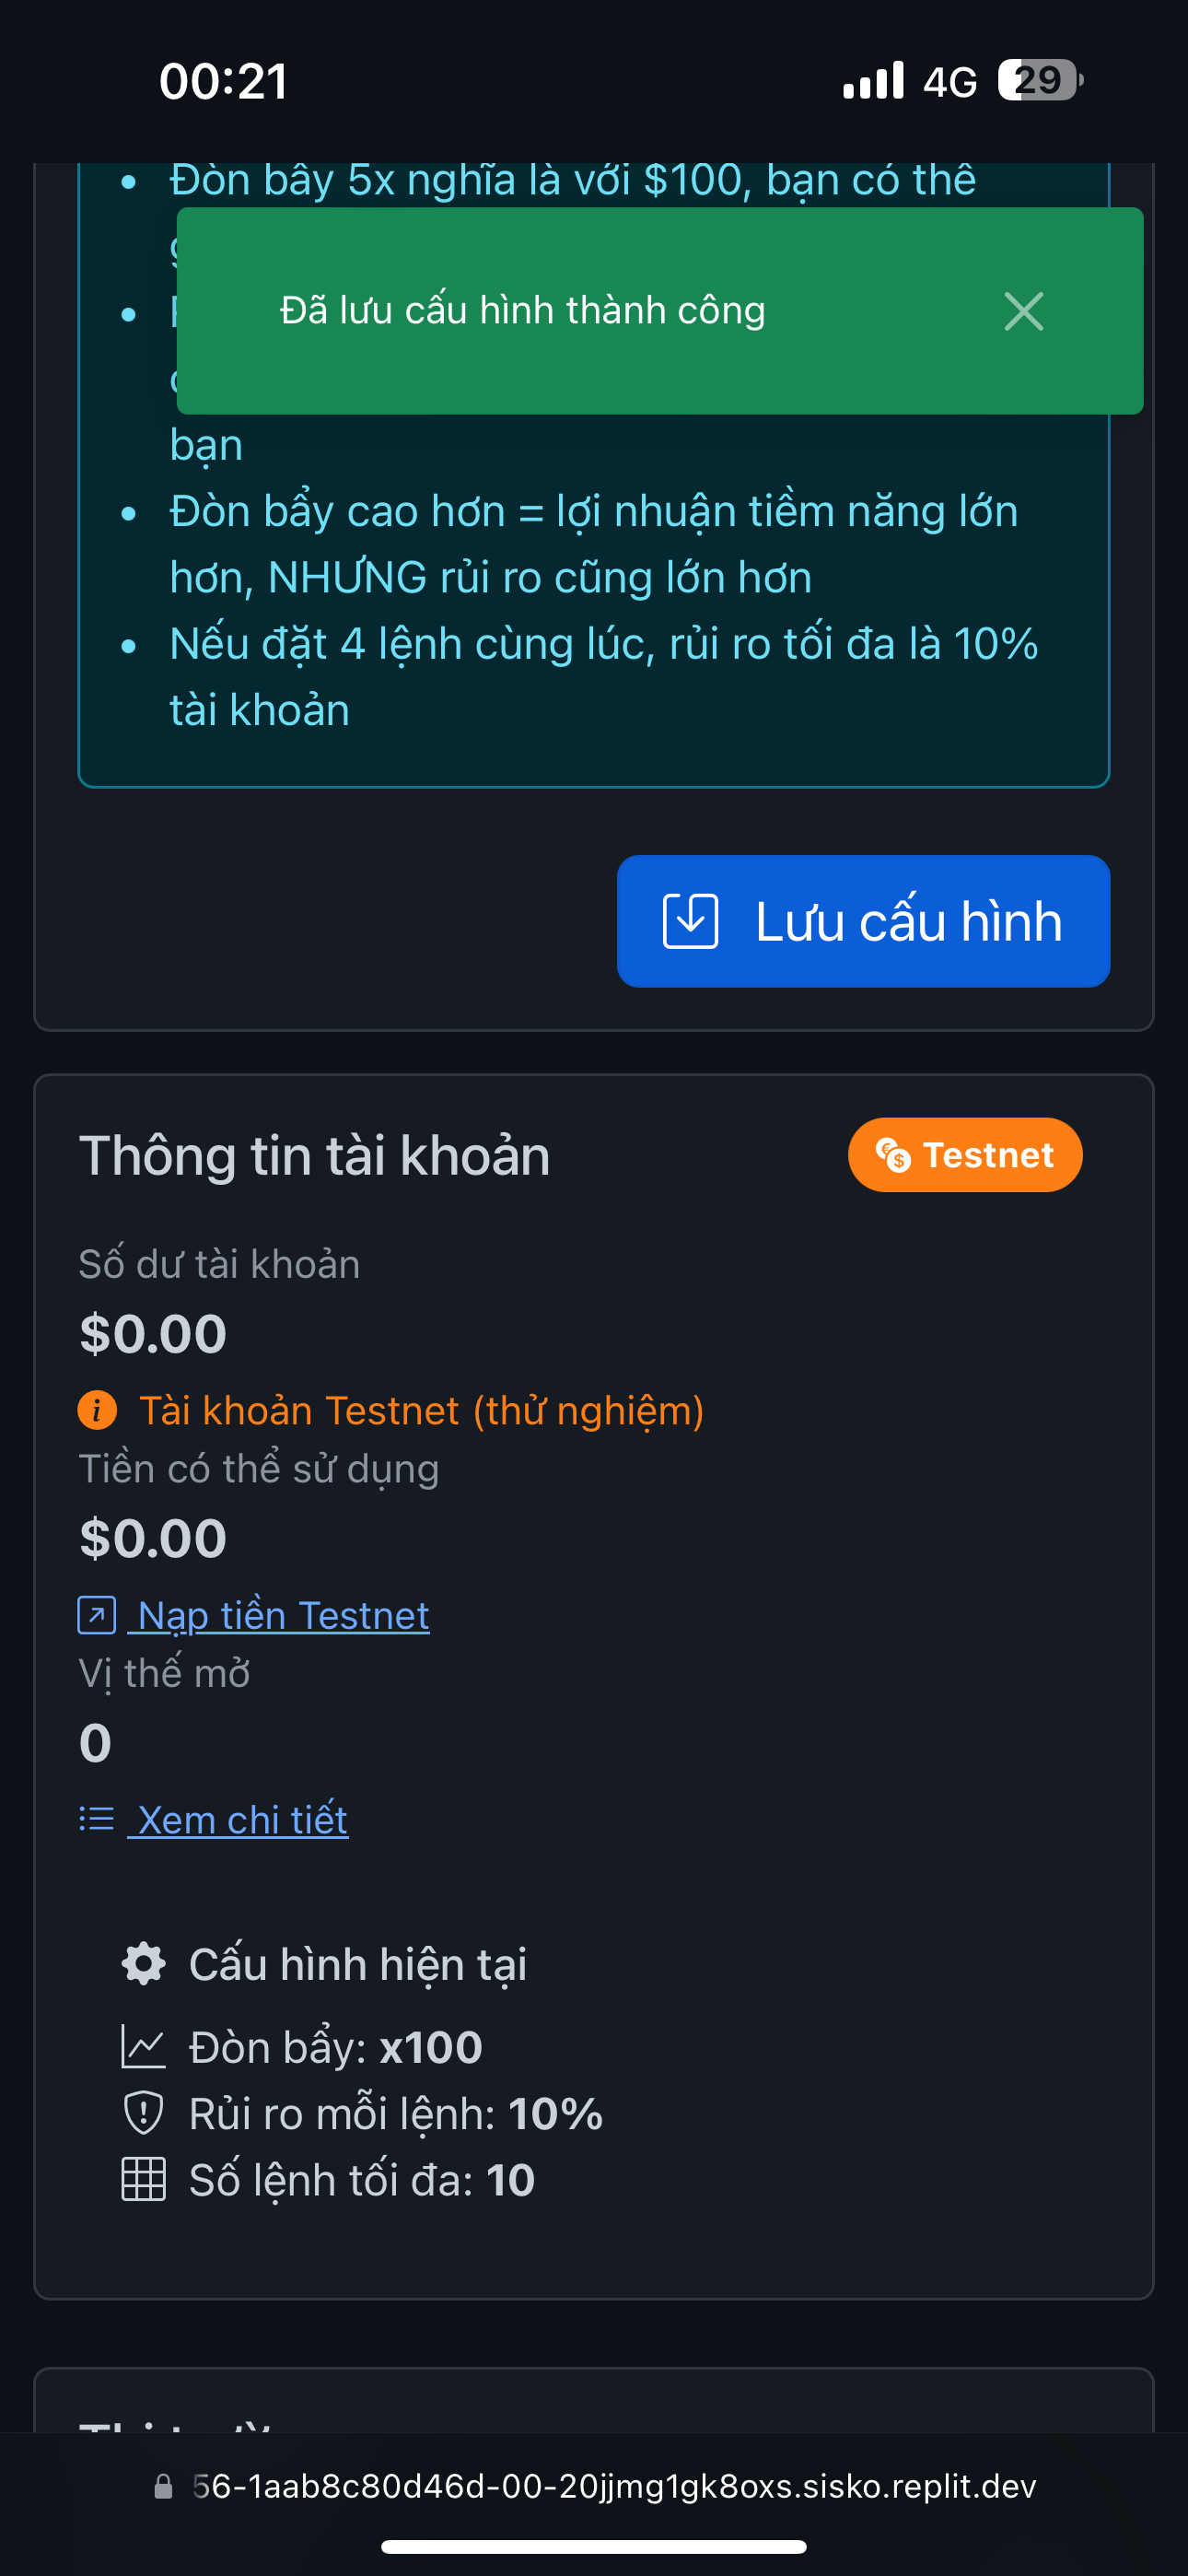 00:21
4G 29
Đòn bẩy 5x nghĩa là với $100, bạn có thể
Đã lưu cấu hình thành công
bạn
Đòn bẩy cao hơn = lợi nhuận tiềm năng lớn
hơn, NHƯNG rủi ro cũng lớn hơn
Nếu đặt 4 lệnh cùng lúc, rủi ro tối đa là 10%
tài khoản
Lưu cấu hình
Thông tin tài khoản
Testnet
Số dư tài khoản
$0.00
Tài khoản Testnet (thử nghiệm)
Tiền có thể sử dụng
$0.00
Nạp tiền Testnet
Vị thế mở
0
Xem chi tiết
Cấu hình hiện tại
Đòn bẩy: x100
Rủi ro mỗi lệnh: 10%
Số lệnh tối đa: 10
56-1aab8c80d46d-00-20jjmg1gk8oxs.sisko.replit.dev